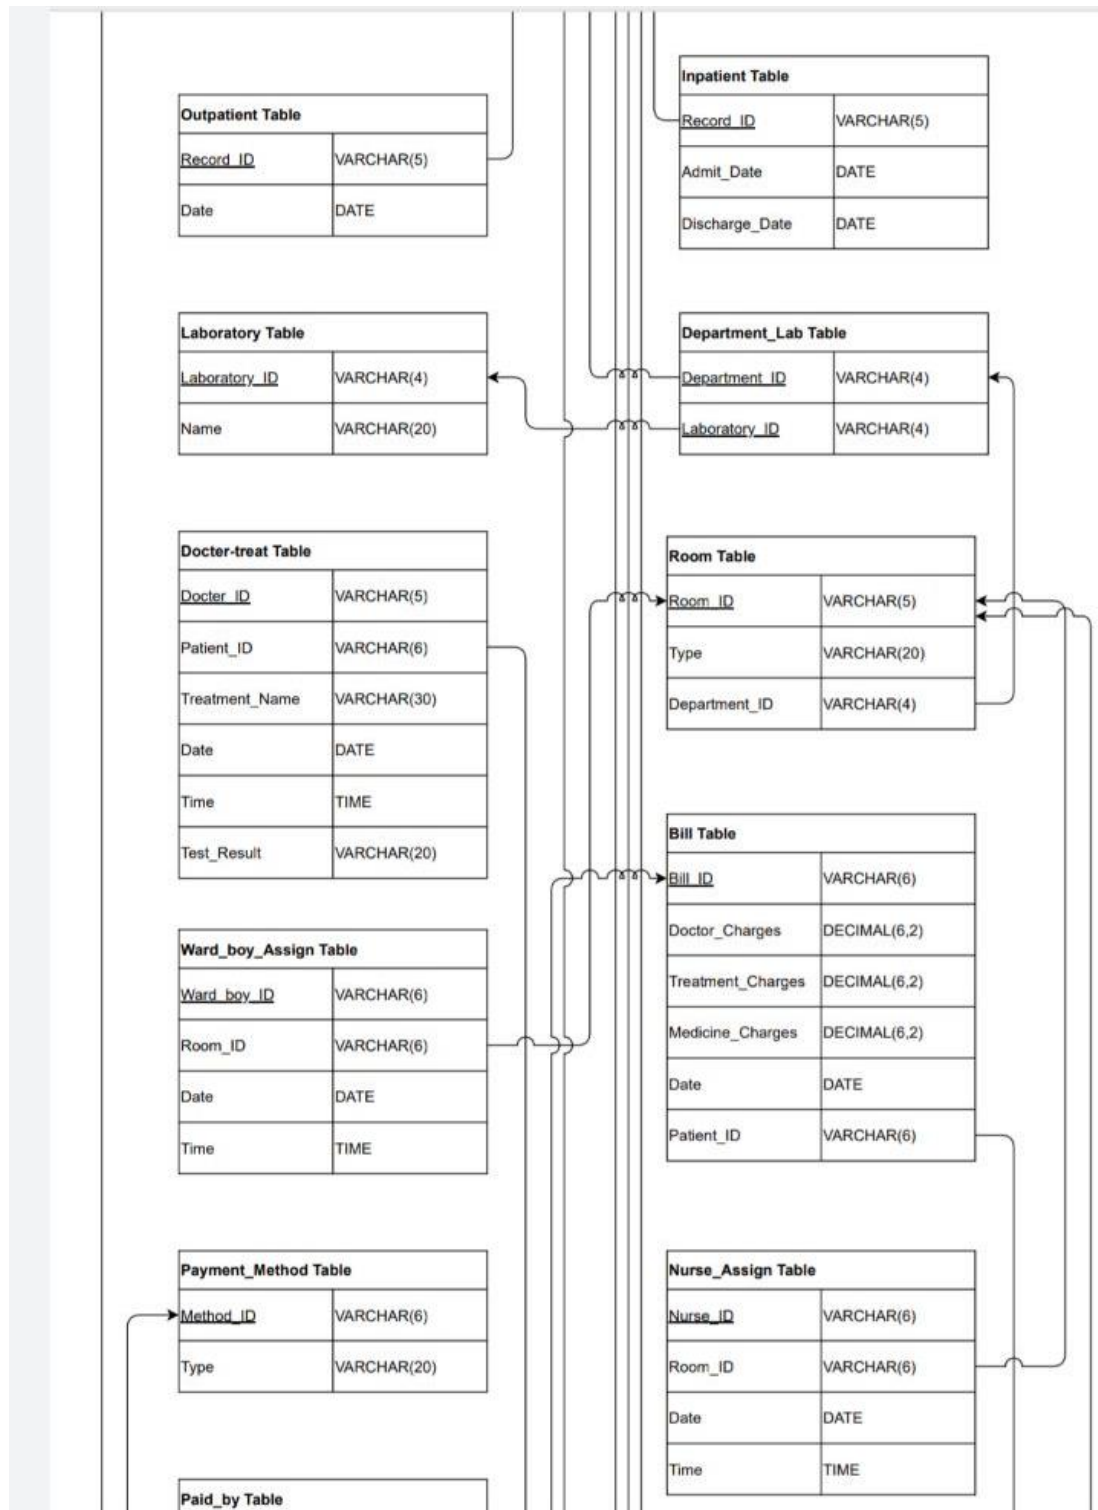 Outpatient Table
Record_ID VARCHAR(5)
Date DATE
Inpatient Table
Record_ID VARCHAR(5)
Admit_Date DATE
Discharge_Date DATE
Laboratory Table
Laboratory_ID VARCHAR(4)
Name VARCHAR(20)
Department_Lab Table
Department_ID VARCHAR(4)
Laboratory_ID VARCHAR(4)
Docter-treat Table
Docter_ID VARCHAR(5)
Patient_ID VARCHAR(6)
Treatment_Name VARCHAR(30)
Date DATE
Time TIME
Test_Result VARCHAR(20)
Room Table
Room_ID VARCHAR(5)
Type VARCHAR(20)
Department_ID VARCHAR(4)
Bill Table
Bill_ID VARCHAR(6)
Doctor_Charges DECIMAL(6,2)
Treatment_Charges DECIMAL(6,2)
Medicine_Charges DECIMAL(6,2)
Date DATE
Patient_ID VARCHAR(6)
Ward_boy_Assign Table
Ward_boy_ID VARCHAR(6)
Room_ID VARCHAR(6)
Date DATE
Time TIME
Payment_Method Table
Method_ID VARCHAR(6)
Type VARCHAR(20)
Nurse_Assign Table
Nurse_ID VARCHAR(6)
Room_ID VARCHAR(6)
Date DATE
Time TIME
Paid_by Table